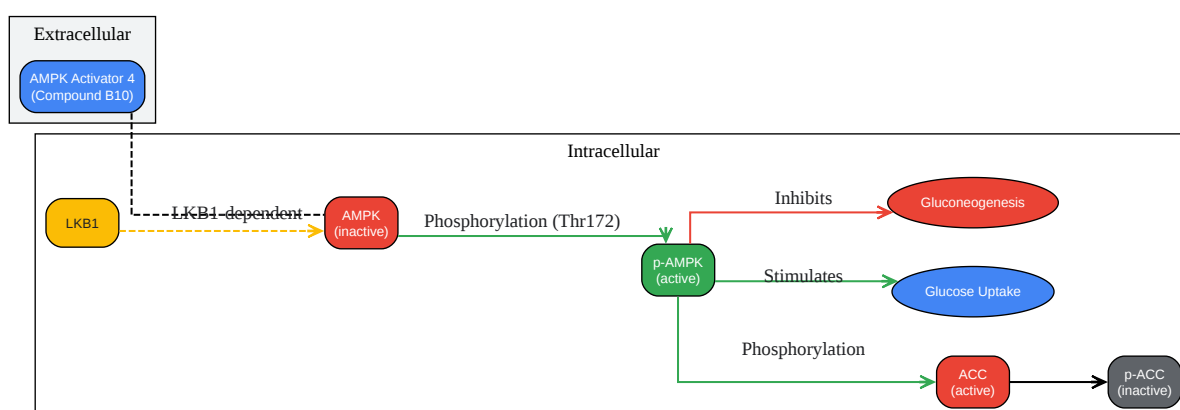 Extracellular
AMPK Activator 4
(Compound B10)
Intracellular
LKB1
LKB1-dependent
AMPK
(inactive)
Phosphorylation (Thr172)
p-AMPK
(active)
Inhibits
Gluconeogenesis
Stimulates
Glucose Uptake
Phosphorylation
ACC
(active)
p-ACC
(inactive)